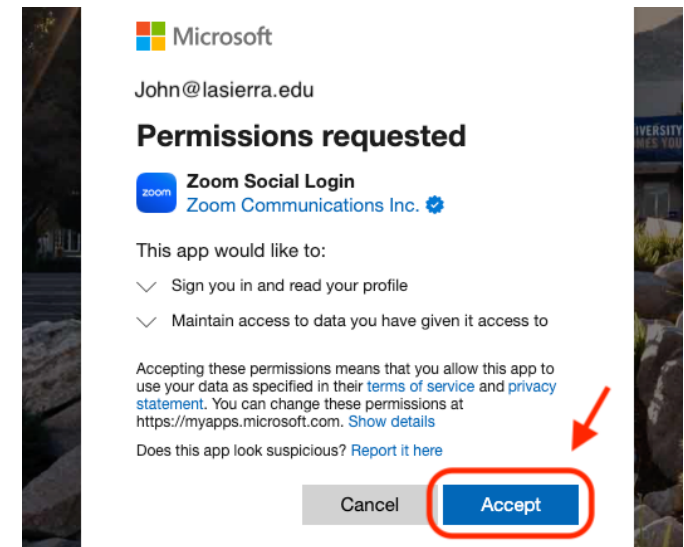 Microsoft
John@lasierra.edu
Permissions requested
zoom
Zoom Social Login
Zoom Communications Inc.
This app would like to:
Sign you in and read your profile
Maintain access to data you have given it access to
Accepting these permissions means that you allow this app to
use your data as specified in their terms of service and privacy
statement. You can change these permissions at
https://myapps.microsoft.com. Show details
Does this app look suspicious? Report it here
Cancel
Accept
VERSITY
MES YOU